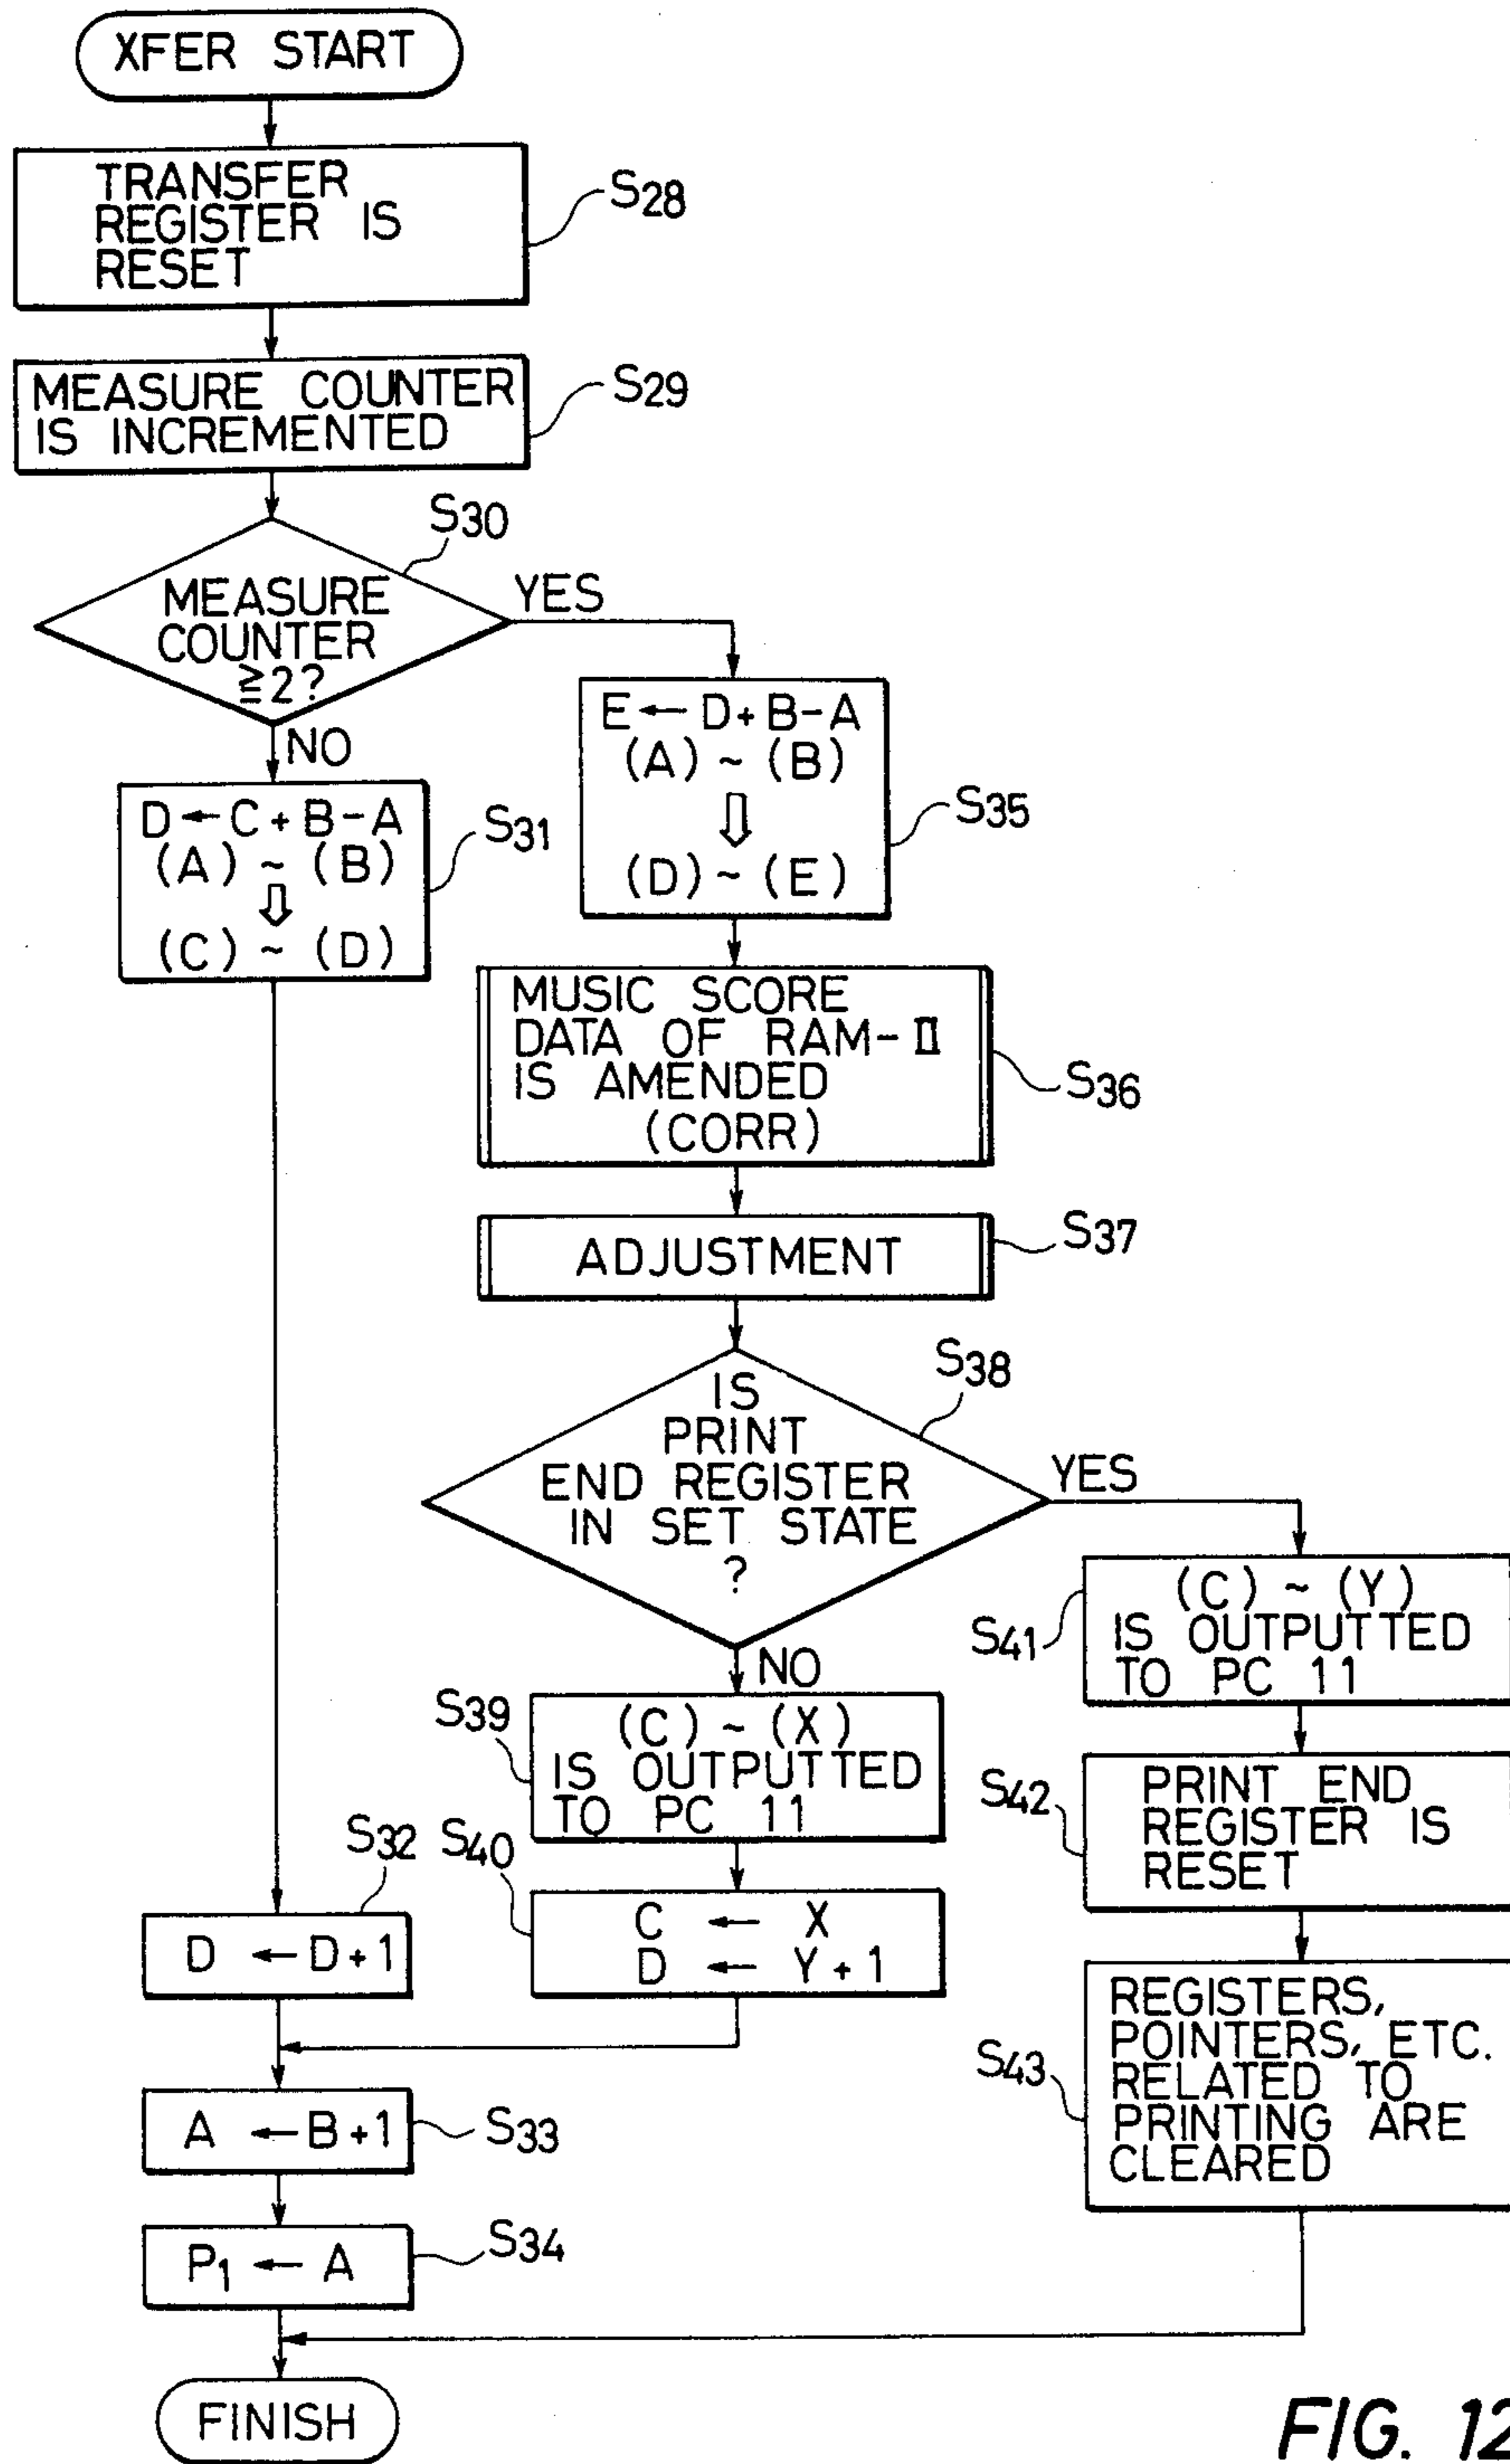 XFER START
TRANSFER
REGISTER IS
RESET
S28
MEASURE COUNTER
IS INCREMENTED
S29
S30
MEASURE
COUNTER
≧2?
YES
NO
D←C+B-A
(A) ~ (B)
⇩
(C) ~ (D)
S31
E←D+B-A
(A) ~ (B)
⇩
(D) ~ (E)
S35
MUSIC SCORE
DATA OF RAM-II
IS AMENDED
(CORR)
S36
ADJUSTMENT
S37
S38
IS
PRINT
END REGISTER
IN SET STATE
?
YES
NO
S39
(C) ~ (X)
IS OUTPUTTED
TO PC 11
S40
C ← X
D ← Y+1
S41
(C) ~ (Y)
IS OUTPUTTED
TO PC 11
S42
PRINT END
REGISTER IS
RESET
S43
REGISTERS,
POINTERS, ETC.
RELATED TO
PRINTING ARE
CLEARED
S32
D ←D+1
A ←B+1
S33
P1 ← A
S34
FINISH
FIG. 12